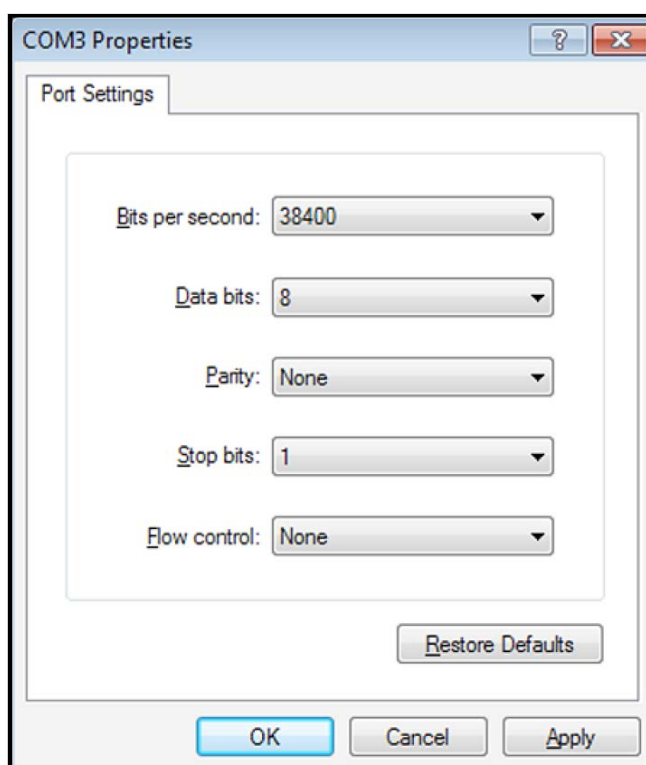 COM3 Properties
Port Settings
Bits per second: 38400
Data bits: 8
Parity: None
Stop bits: 1
Flow control: None
Restore Defaults
OK Cancel Apply